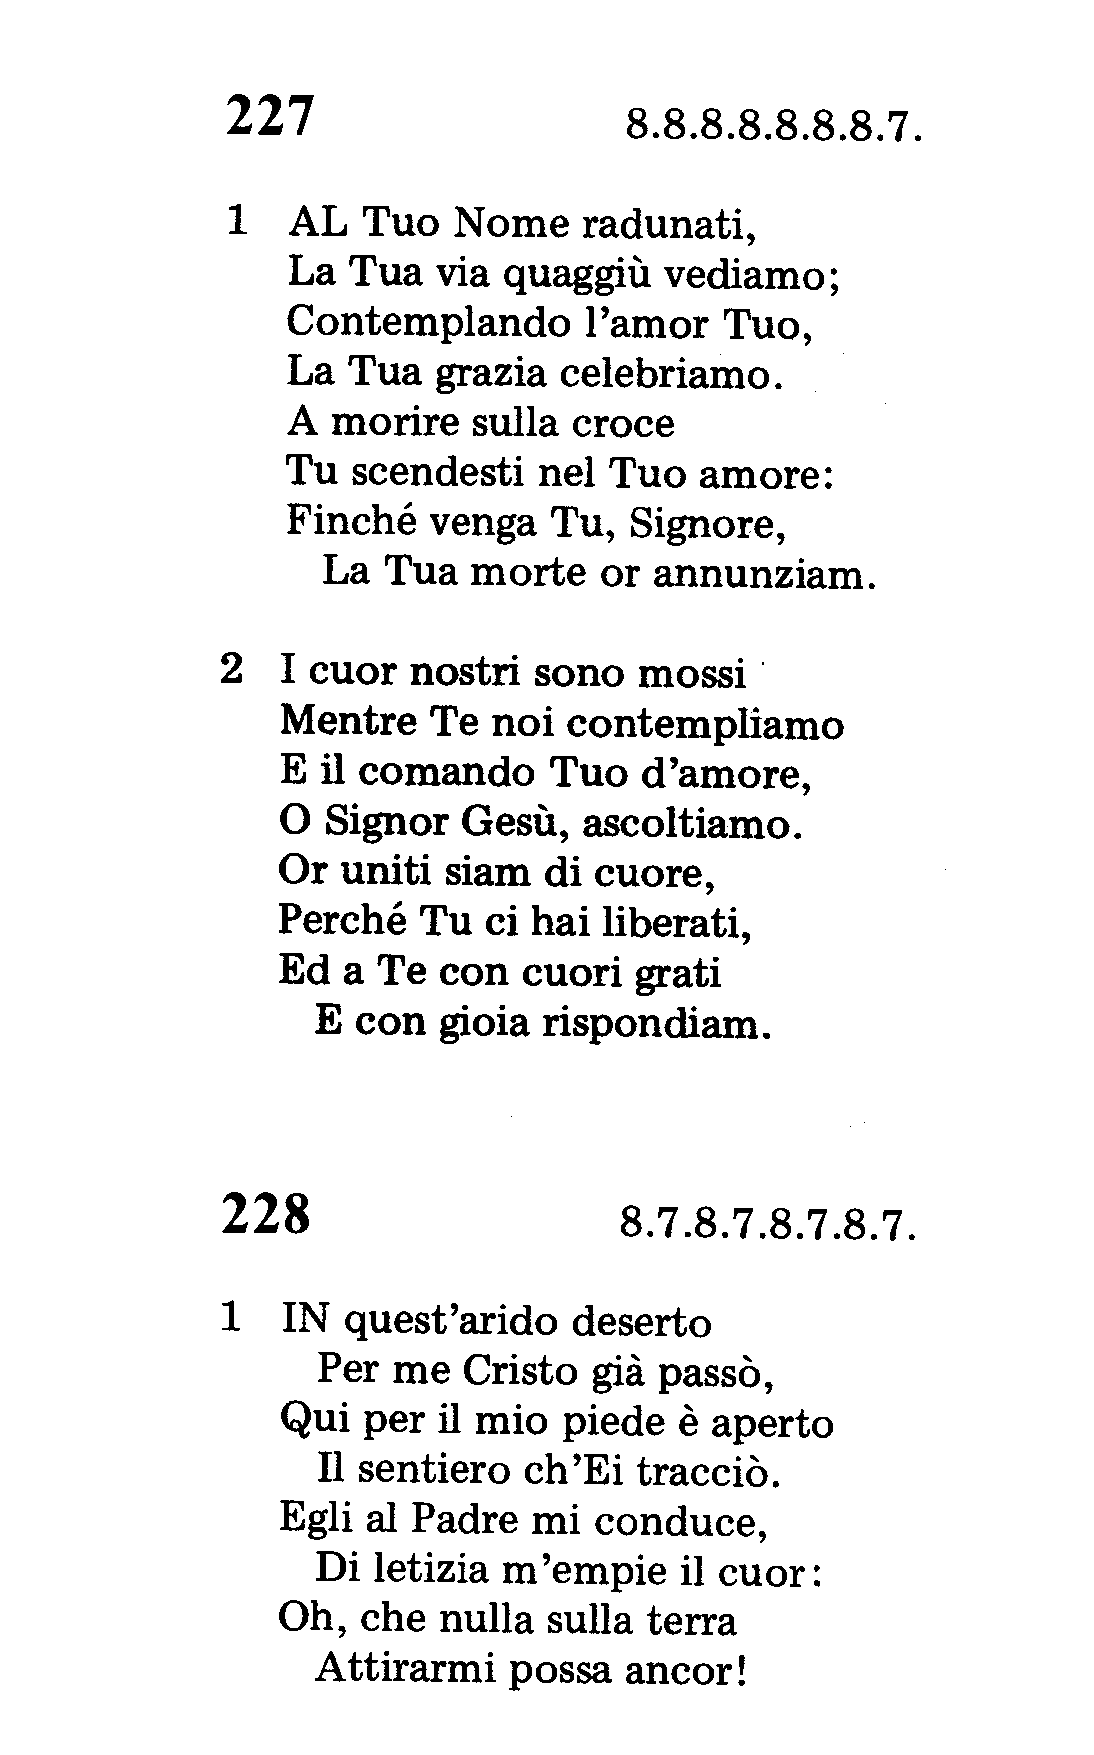 227 8.8.8.8.8.8.8.7.
1 AL Tuo Nome radunati,
La Tua via quaggiù vediamo;
Contemplando l’amor Tuo,
La Tua grazia celebriamo.
A morire sulla croce
Tu scendesti nel Tuo amore:
Finché venga Tu, Signore,
La Tua morte or annunziam.
2 I cuor nostri sono mossi
Mentre Te noi contempliamo
E il comando Tuo d’amore,
O Signor Gesù, ascoltiamo.
Or uniti siam di cuore,
Perché Tu ci hai liberati,
Ed a Te con cuori grati
E con gioia rispondiam.
228 8.7.8.7.8.7.8.7.
1 IN quest’arido deserto
Per me Cristo già passò,
Qui per il mio piede è aperto
Il sentiero ch’Ei tracciò.
Egli al Padre mi conduce,
Di letizia m’empie il cuor:
Oh, che nulla sulla terra
Attirarmi possa ancor!